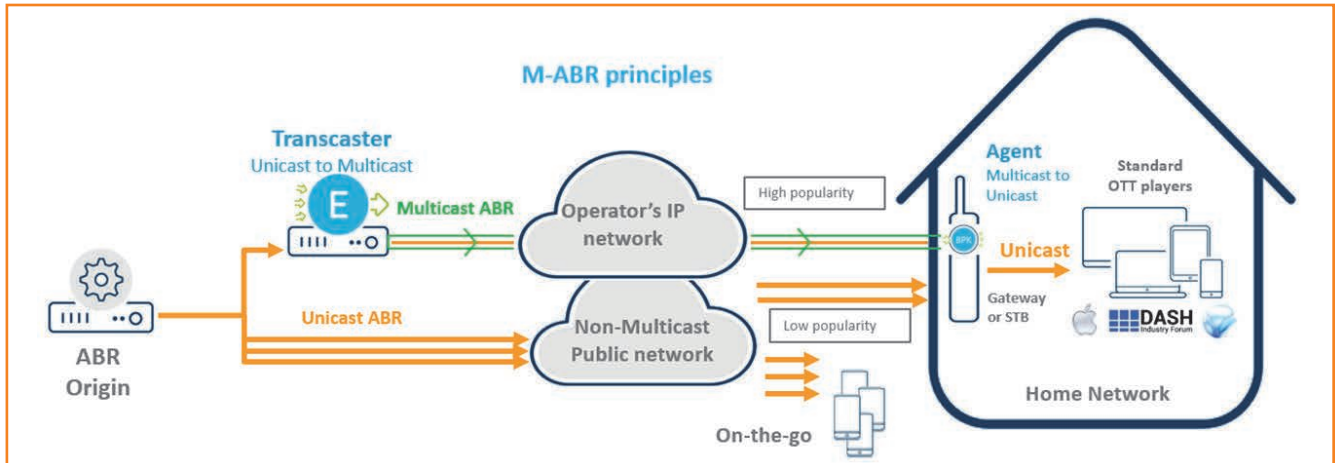 M-ABR principles
Transcaster
Unicast to Multicast
E
Multicast ABR
Operator's IP
network
High popularity
Agent
Multicast to
Unicast
Standard
OTT players
BPK
Unicast
Gateway
or STB
DASH
Industry Forum
ABR
Origin
Unicast ABR
Non-Multicast
Public network
Low popularity
On-the-go
Home Network